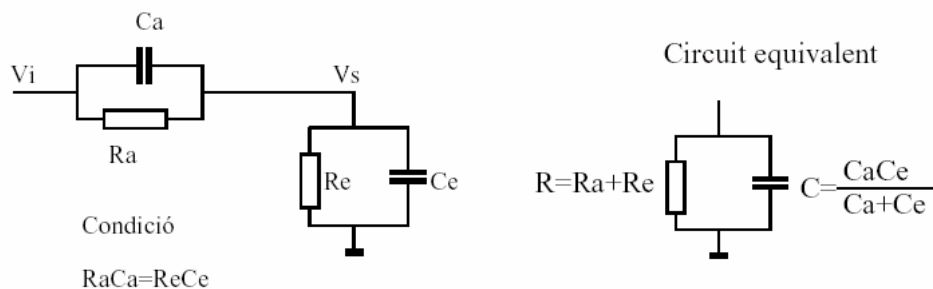 Ca
Vi
Vs
Ra
Re
Ce
Condició
RaCa=ReCe
Circuit equivalent
R=Ra+Re
C=CaCe
Ca+Ce